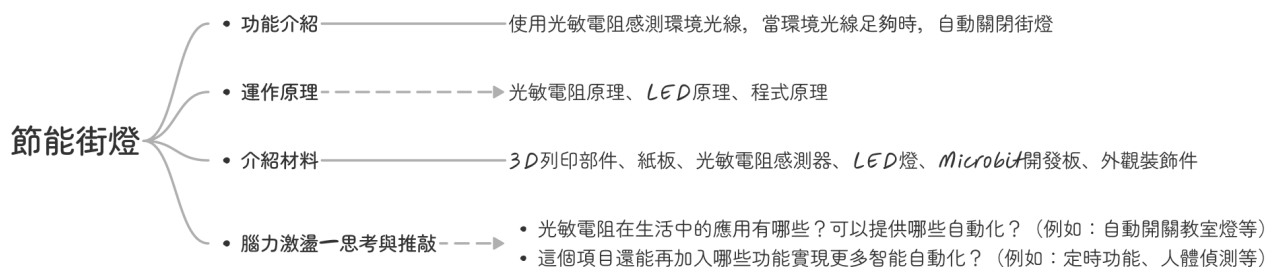 節能街燈
功能介紹
使用光敏電阻感測環境光線，當環境光線足夠時，自動關閉街燈
運作原理
光敏電阻原理、LED原理、程式原理
介紹材料
3D列印部件、紙板、光敏電阻感測器、LED燈、Microbit開發板、外觀裝飾件
腦力激盪—思考與推敲
光敏電阻在生活中的應用有哪些？可以提供哪些自動化？（例如：自動開關教室燈等）
這個項目還能再加入哪些功能實現更多智能自動化？（例如：定時功能、人體偵測等）